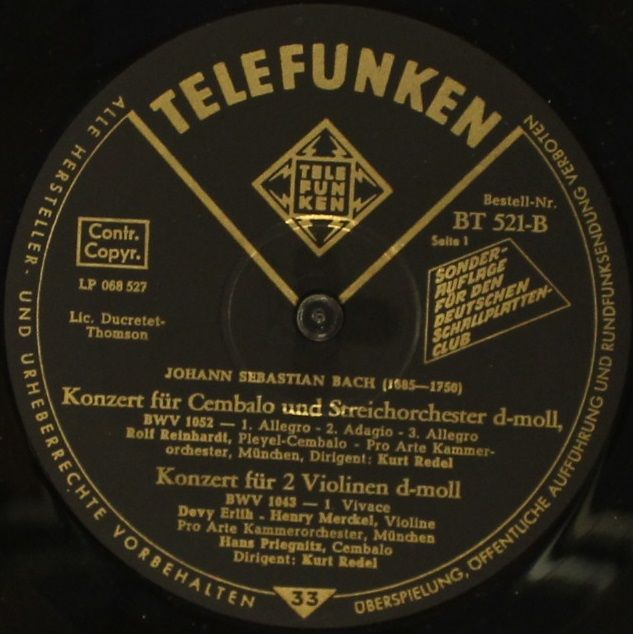 TELEFUNKEN
TELE
FUN
KEN
ALLE HERSTELLER- UND URHEBERRECHTE VORBEHALTEN
ÜBERSPIELUNG, ÖFFENTLICHE AUFFÜHRUNG UND RUNDFUNKSENDUNG VERBOTEN
Contr.
Copyr.
LP 068 527
Lic. Ducretet-
Thomson
Bestell-Nr.
BT 521-B
Seite 1
SONDER-
AUFLAGE
FÜR DEN
DEUTSCHEN
SCHALLPLATTEN-
CLUB
JOHANN SEBASTIAN BACH (1685—1750)
Konzert für Cembalo und Streichorchester d-moll,
BWV 1052 — 1. Allegro - 2. Adagio - 3. Allegro
Rolf Reinhardt, Pleyel-Cembalo - Pro Arte Kammer-
orchester, München, Dirigent: Kurt Redel
Konzert für 2 Violinen d-moll
BWV 1043 — 1 Vivace
Devy Erlih - Henry Merckel, Violine
Pro Arte Kammerorchester, München
Hans Priegnitz, Cembalo
Dirigent: Kurt Redel
33